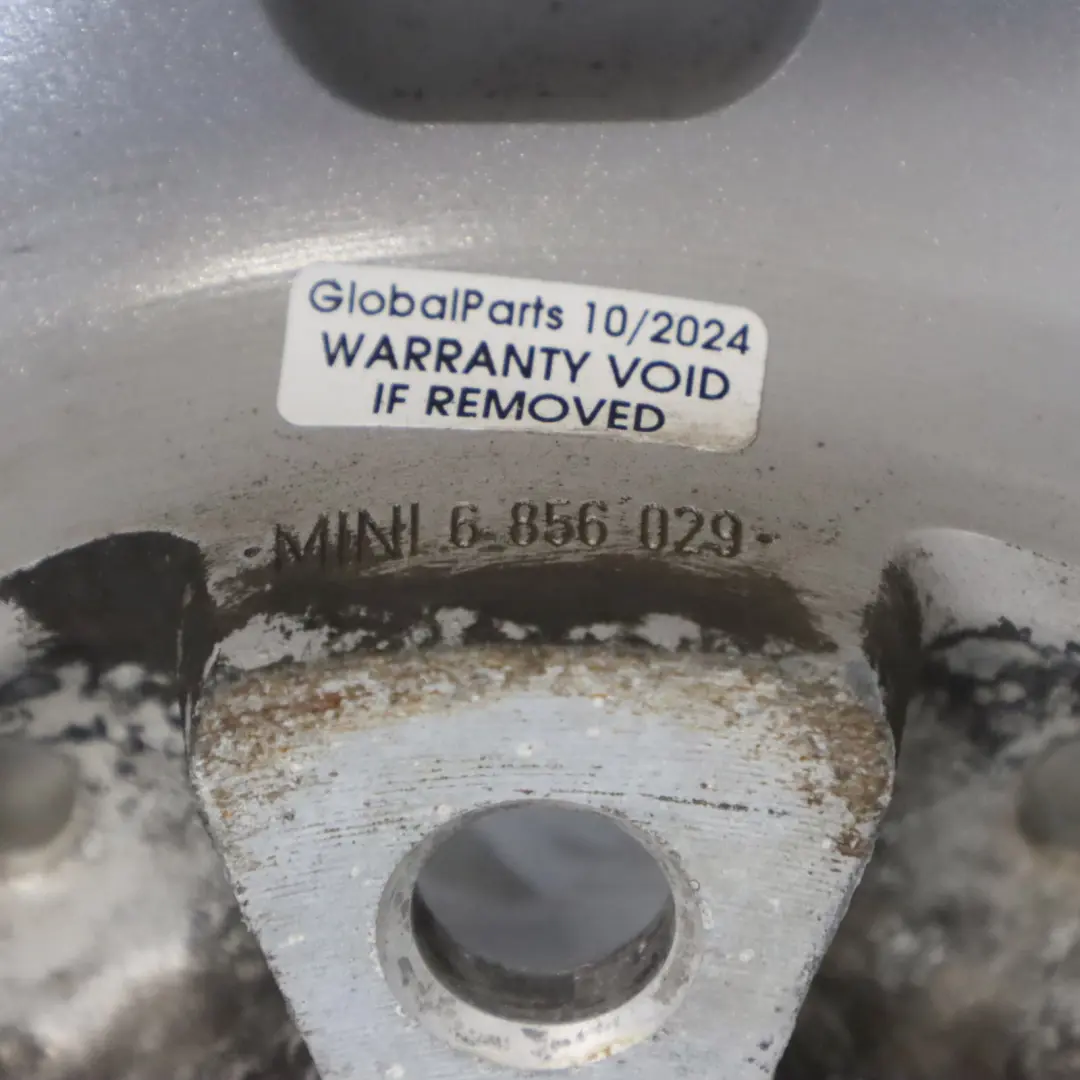 GlobalParts 10/2024
WARRANTY VOID
IF REMOVED
·MINI 6 856 029·